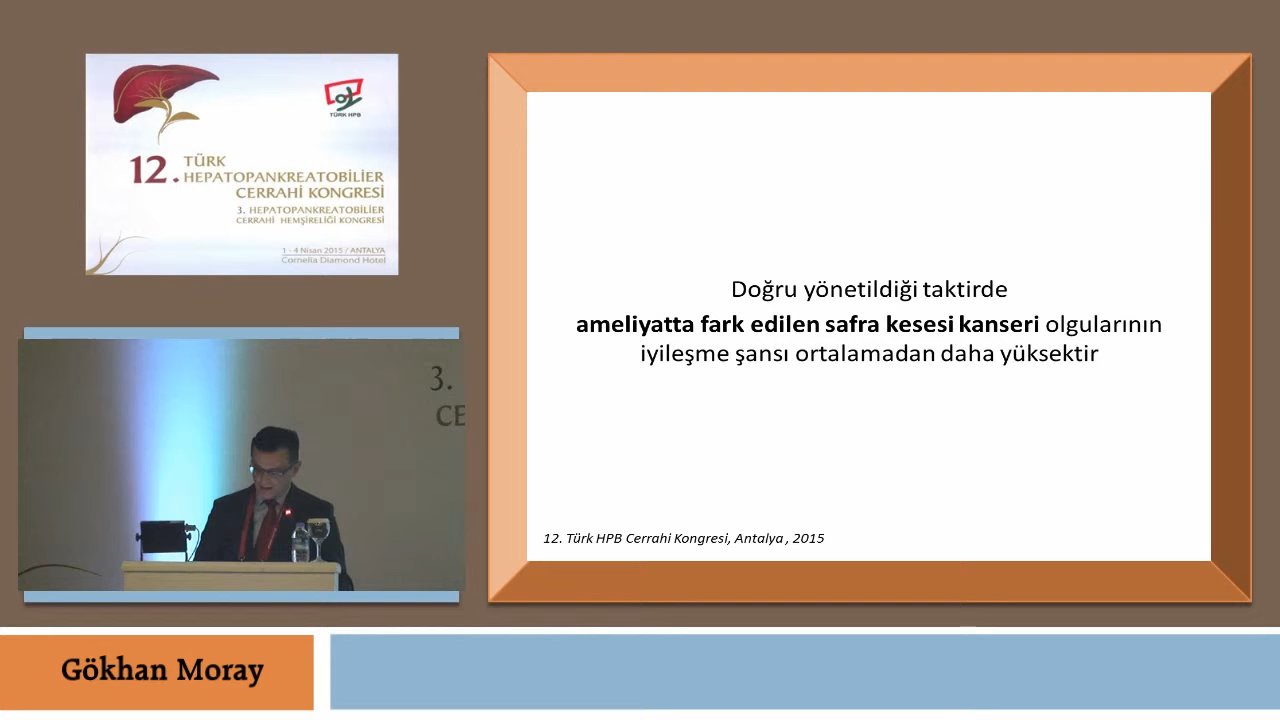 TÜRK HPB
12. TÜRK
HEPATOPANKREATOBİLİER
CERRAHİ KONGRESİ
3. HEPATOPANKREATOBİLİER
CERRAHİ HEMŞİRELİĞİ KONGRESİ
1 - 4 Nisan 2015 / ANTALYA
Cornelia Diamond Hotel
3.
CE
Doğru yönetildiği taktirde
ameliyatta fark edilen safra kesesi kanseri olgularının
iyileşme şansı ortalamadan daha yüksektir
12. Türk HPB Cerrahi Kongresi, Antalya , 2015
Gökhan Moray